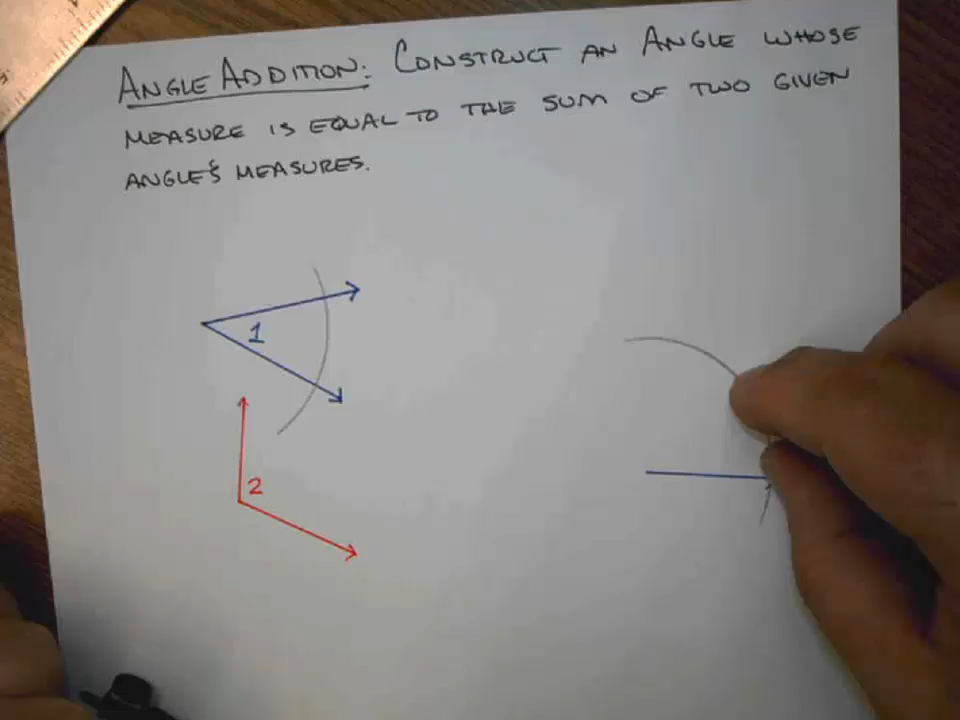 ANGLE ADDITION: CONSTRUCT AN ANGLE WHOSE
MEASURE IS EQUAL TO THE SUM OF TWO GIVEN
ANGLE'S MEASURES.
1
2